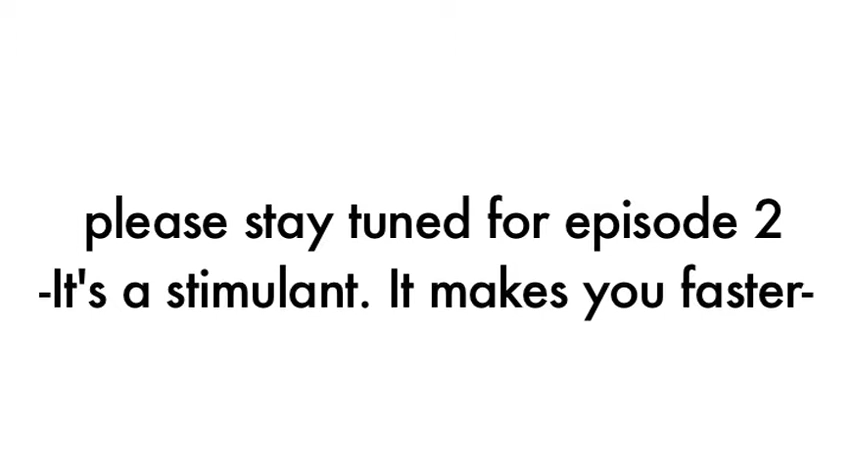 please stay tuned for episode 2
-It's a stimulant. It makes you faster-